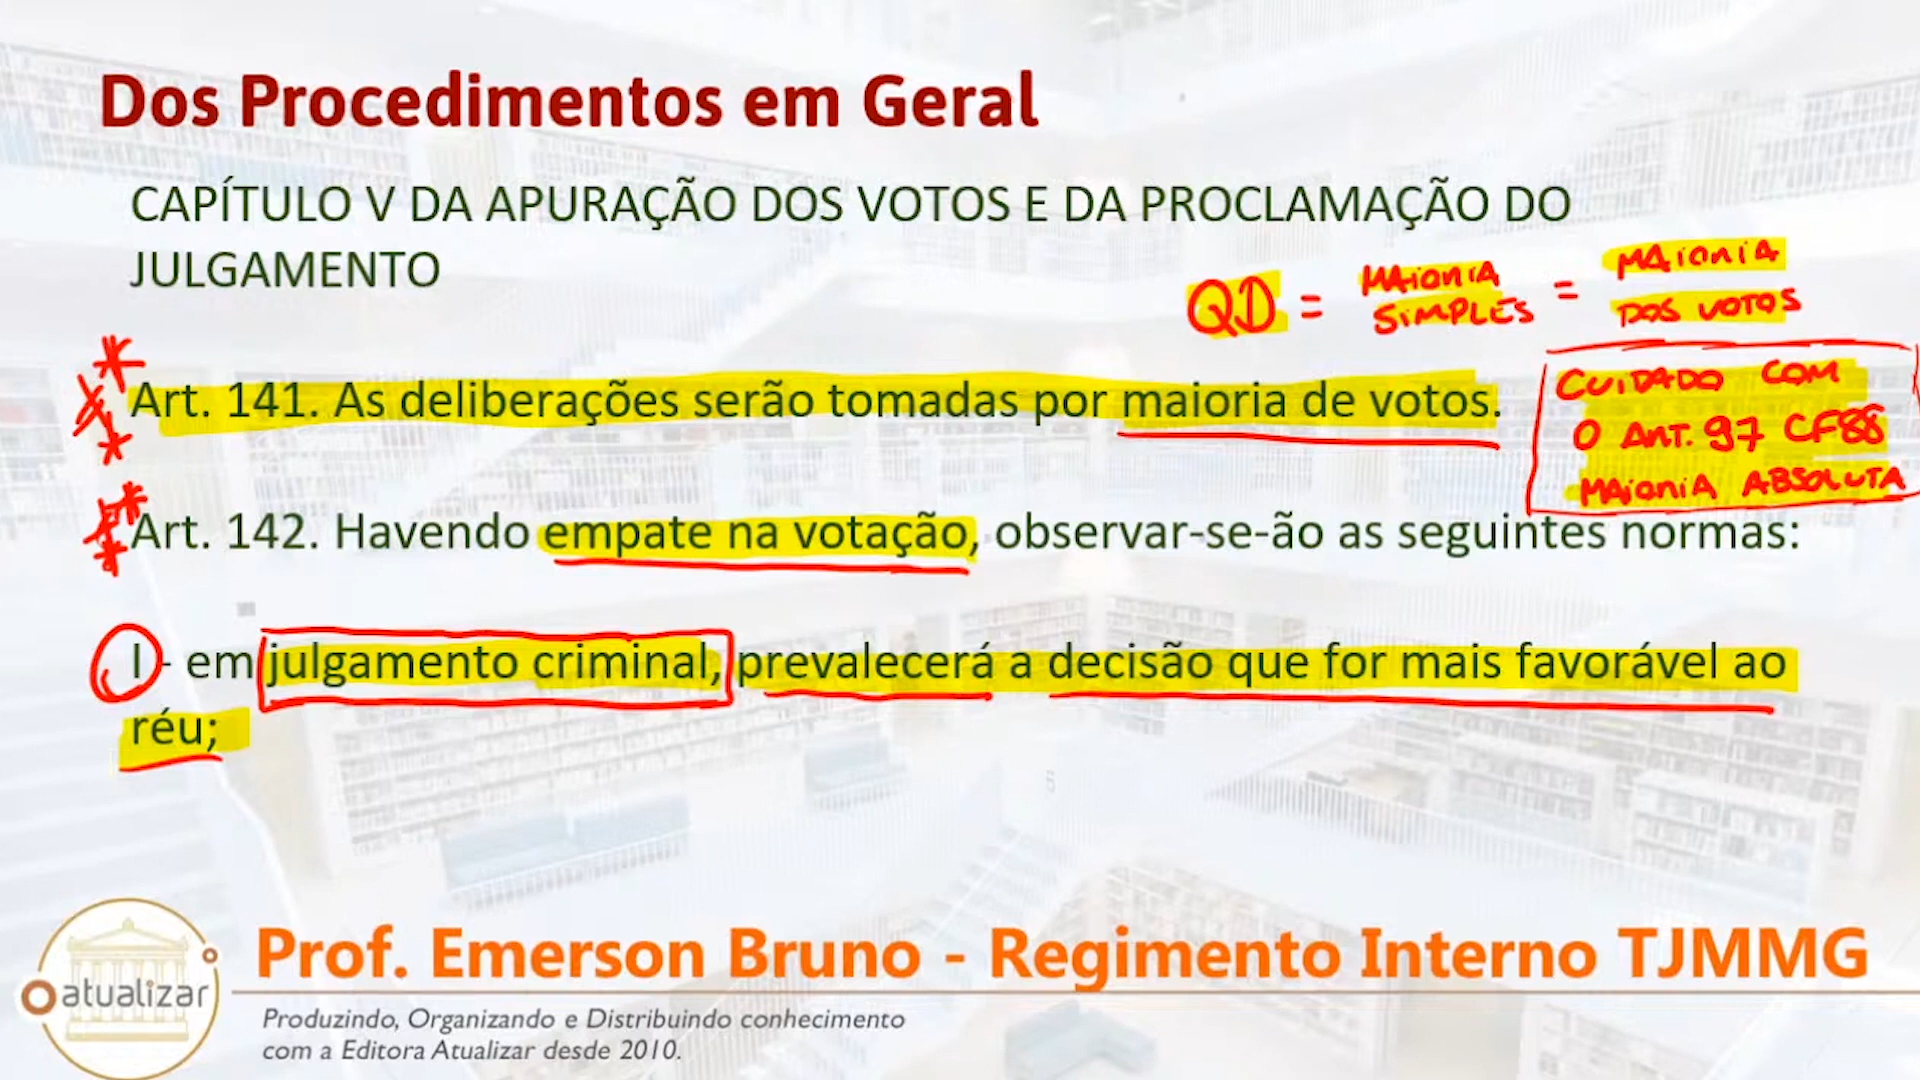 Dos Procedimentos em Geral
CAPÍTULO V DA APURAÇÃO DOS VOTOS E DA PROCLAMAÇÃO DO
JULGAMENTO
QD = MAIORIA SIMPLES = MAIORIA DOS VOTOS
Art. 141. As deliberações serão tomadas por maioria de votos.
CUIDADO COM
O ART. 97 CF88
MAIORIA ABSOLUTA
Art. 142. Havendo empate na votação, observar-se-ão as seguintes normas:
I - em julgamento criminal, prevalecerá a decisão que for mais favorável ao
réu;
Prof. Emerson Bruno - Regimento Interno TJMMG
atualizar
Produzindo, Organizando e Distribuindo conhecimento
com a Editora Atualizar desde 2010.